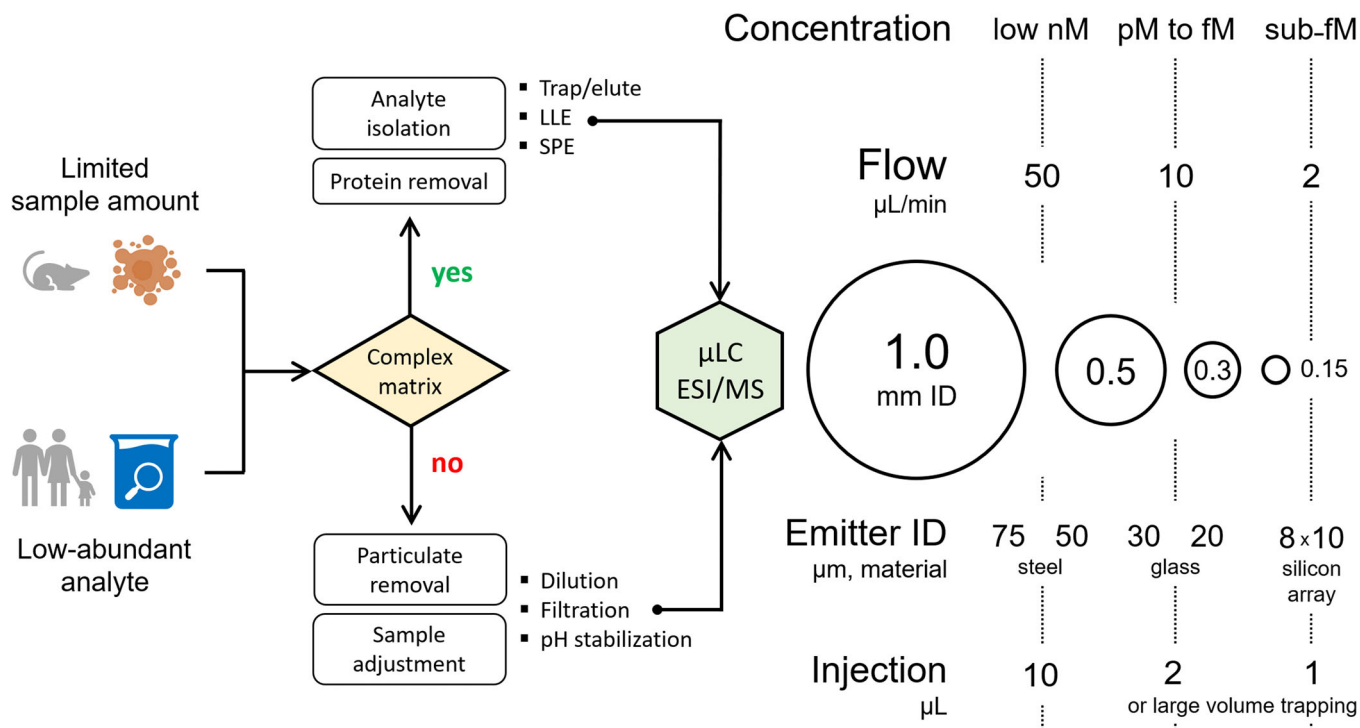 Limited
sample amount
Low-abundant
analyte
Complex
matrix
yes
no
Analyte
isolation
Protein removal
▪ Trap/elute
▪ LLE
▪ SPE
Particulate
removal
Sample
adjustment
▪ Dilution
▪ Filtration
▪ pH stabilization
µLC
ESI/MS
Concentration low nM pM to fM sub-fM
Flow
µL/min
50 10 2
1.0
mm ID
0.5
0.3
0.15
Emitter ID
µm, material
75 50
steel
30 20
glass
8 x 10
silicon
array
Injection
µL
10 2 1
or large volume trapping